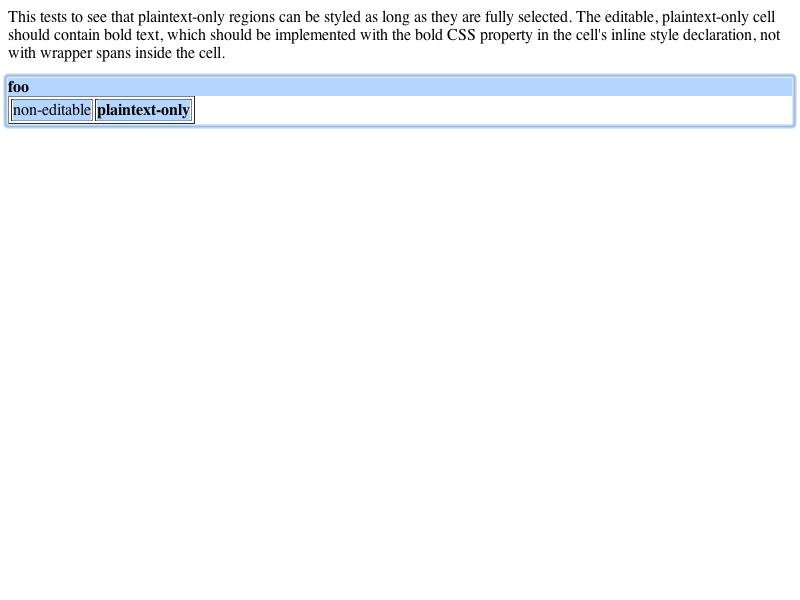 This tests to see that plaintext-only regions can be styled as long as they are fully selected. The editable, plaintext-only cell
should contain bold text, which should be implemented with the bold CSS property in the cell's inline style declaration, not
with wrapper spans inside the cell.
foo
non-editable plaintext-only